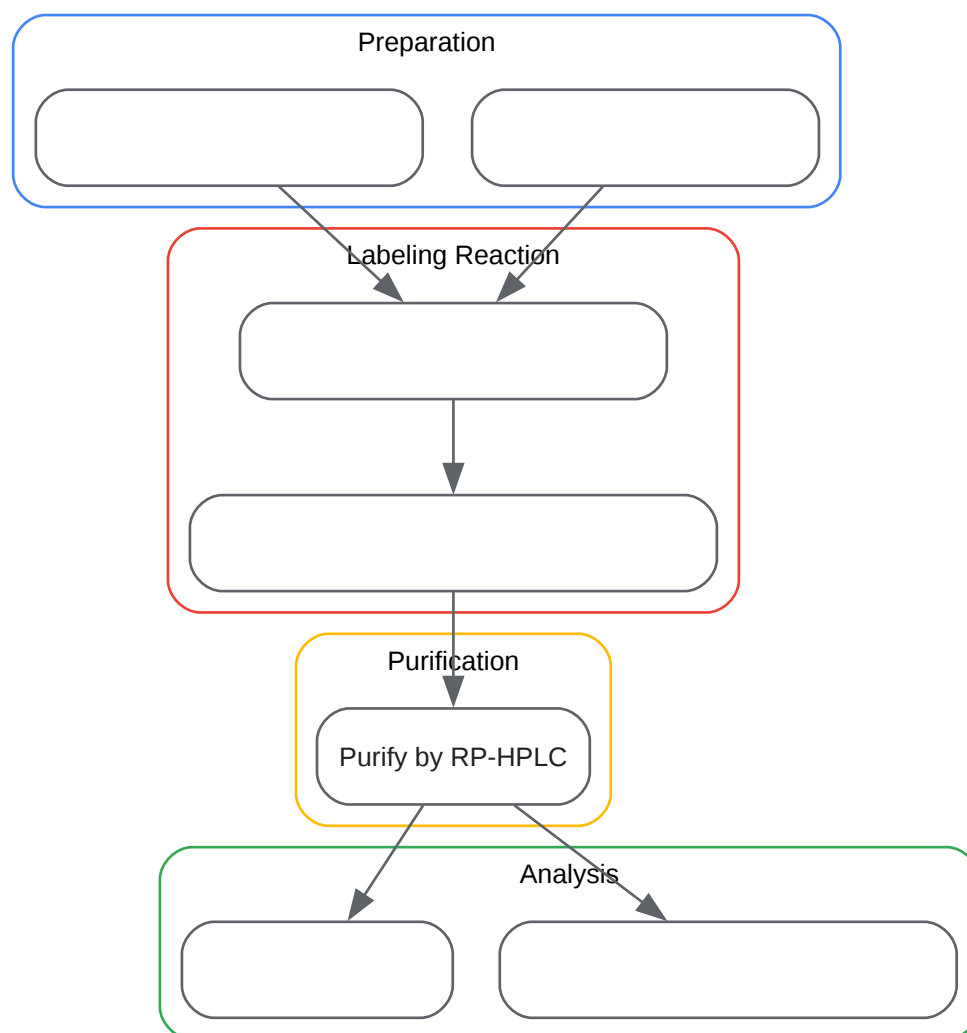 Preparation
Labeling Reaction
Purification
Purify by RP-HPLC
Analysis